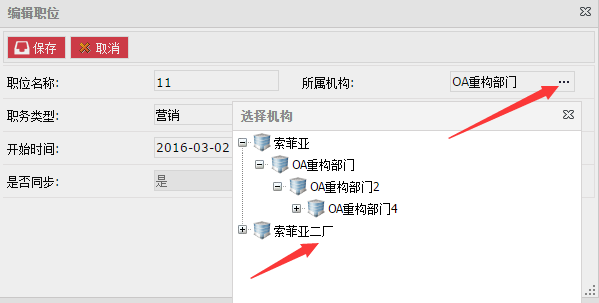 编辑职位
保存 取消
职位名称: 11 所属机构: OA重构部门 ...
职务类型: 营销
开始时间: 2016-03-02
是否同步: 是
选择机构
索菲亚
OA重构部门
OA重构部门2
OA重构部门4
索菲亚二厂